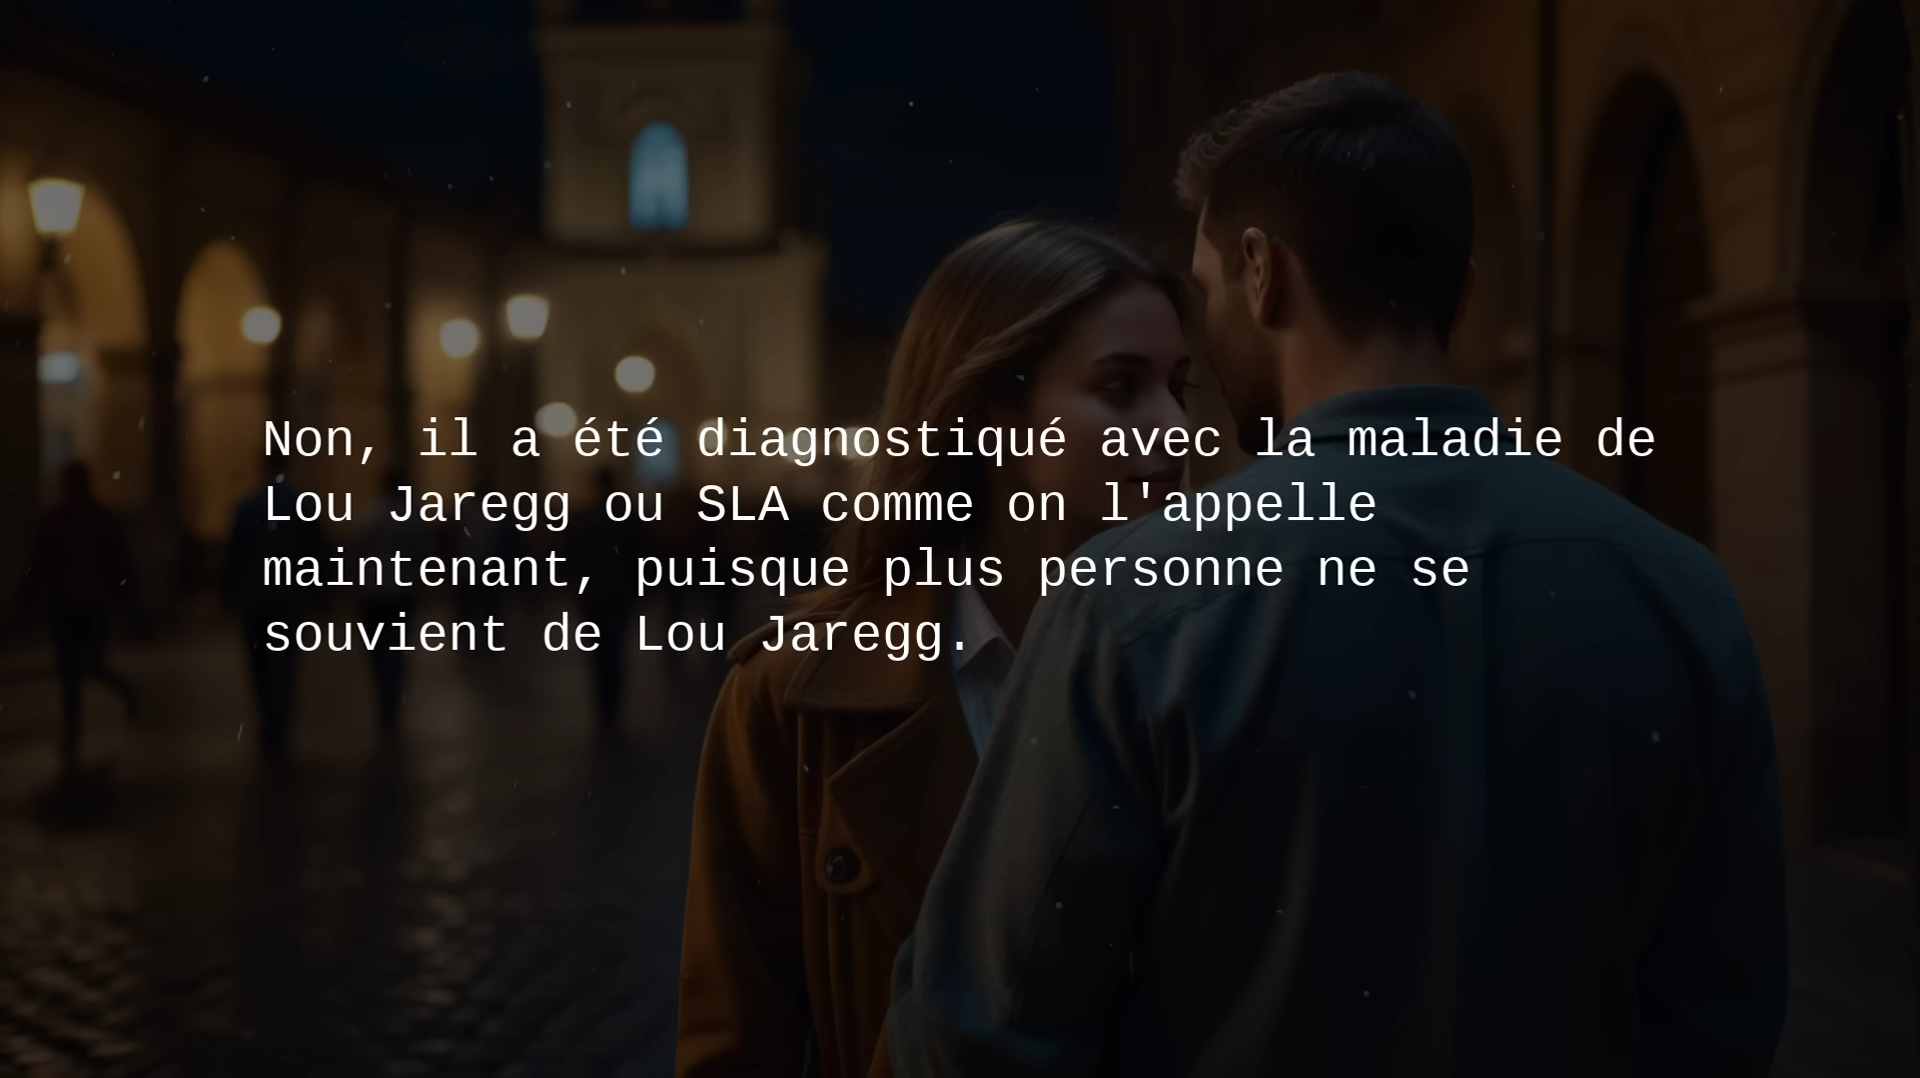 Non, il a été diagnostiqué avec la maladie de
Lou Jaregg ou SLA comme on l'appelle
maintenant, puisque plus personne ne se
souvient de Lou Jaregg.